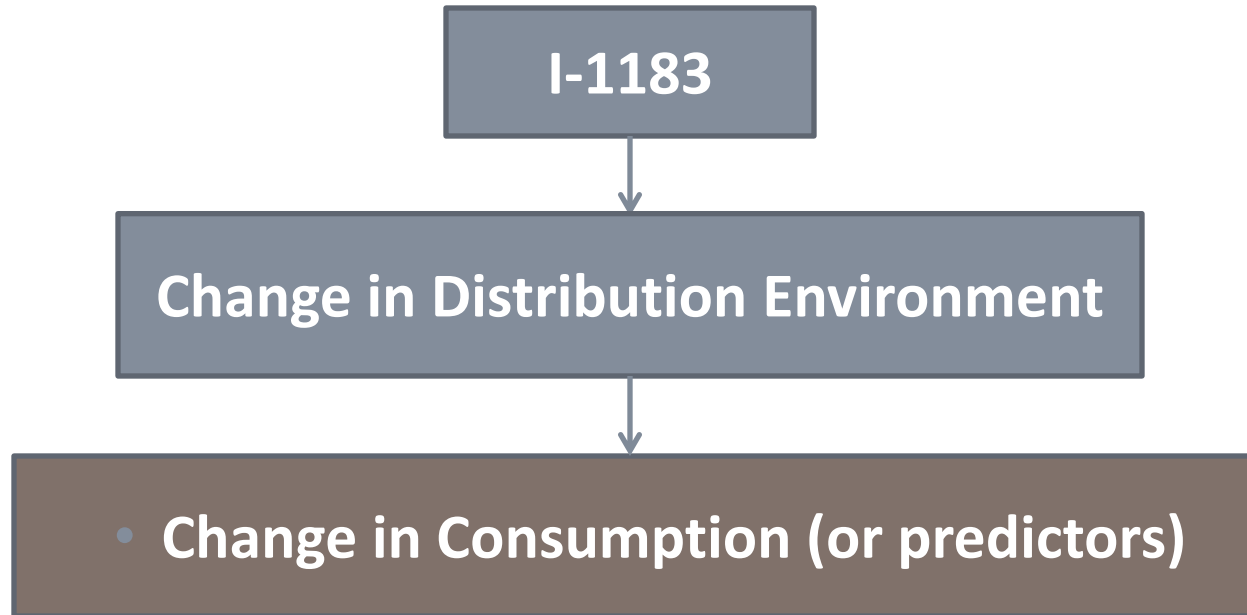 I-1183
Change in Distribution Environment
• Change in Consumption (or predictors)